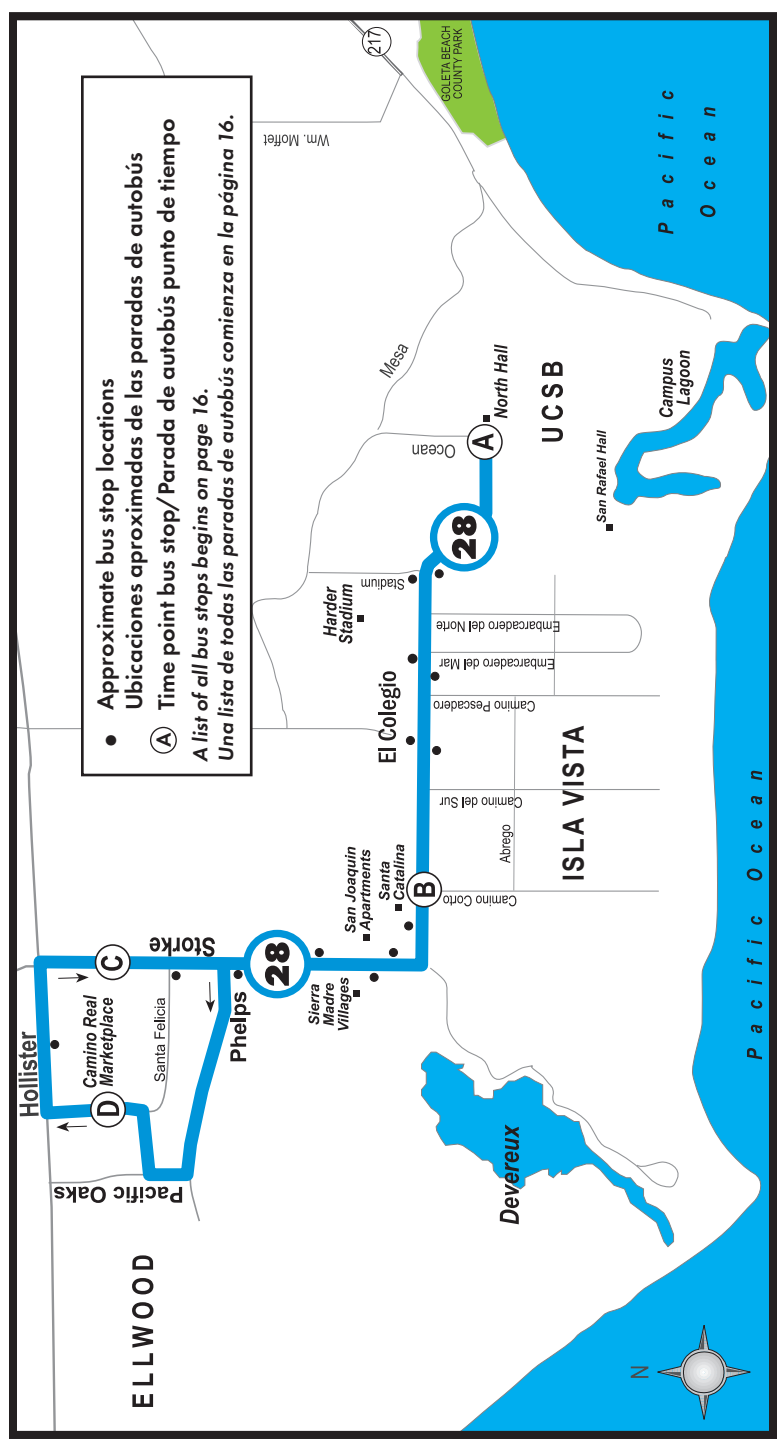 Approximate bus stop locations
Ubicaciones aproximadas de las paradas de autobús
A
Time point bus stop/Parada de autobús punto de tiempo
A list of all bus stops begins on page 16.
Una lista de todas las paradas de autobús comienza en la página 16.
217
GOLETA BEACH
COUNTY PARK
Wm. Moffet
Pacific
Ocean
Mesa
Ocean
A
North Hall
UCSB
Campus
Lagoon
San Rafael Hall
28
Stadium
Harder
Stadium
Embarcadero del Norte
Embarcadero del Mar
El Colegio
Camino Pescadero
Camino del Sur
Abrego
ISLA VISTA
Camino Corto
B
Santa
Catalina
San Joaquin
Apartments
Storke
C
28
Sierra
Madre
Villages
Phelps
Hollister
Camino Real
Marketplace
Santa Felicia
D
Pacific Oaks
ELLWOOD
Devereux
Pacific Ocean
N